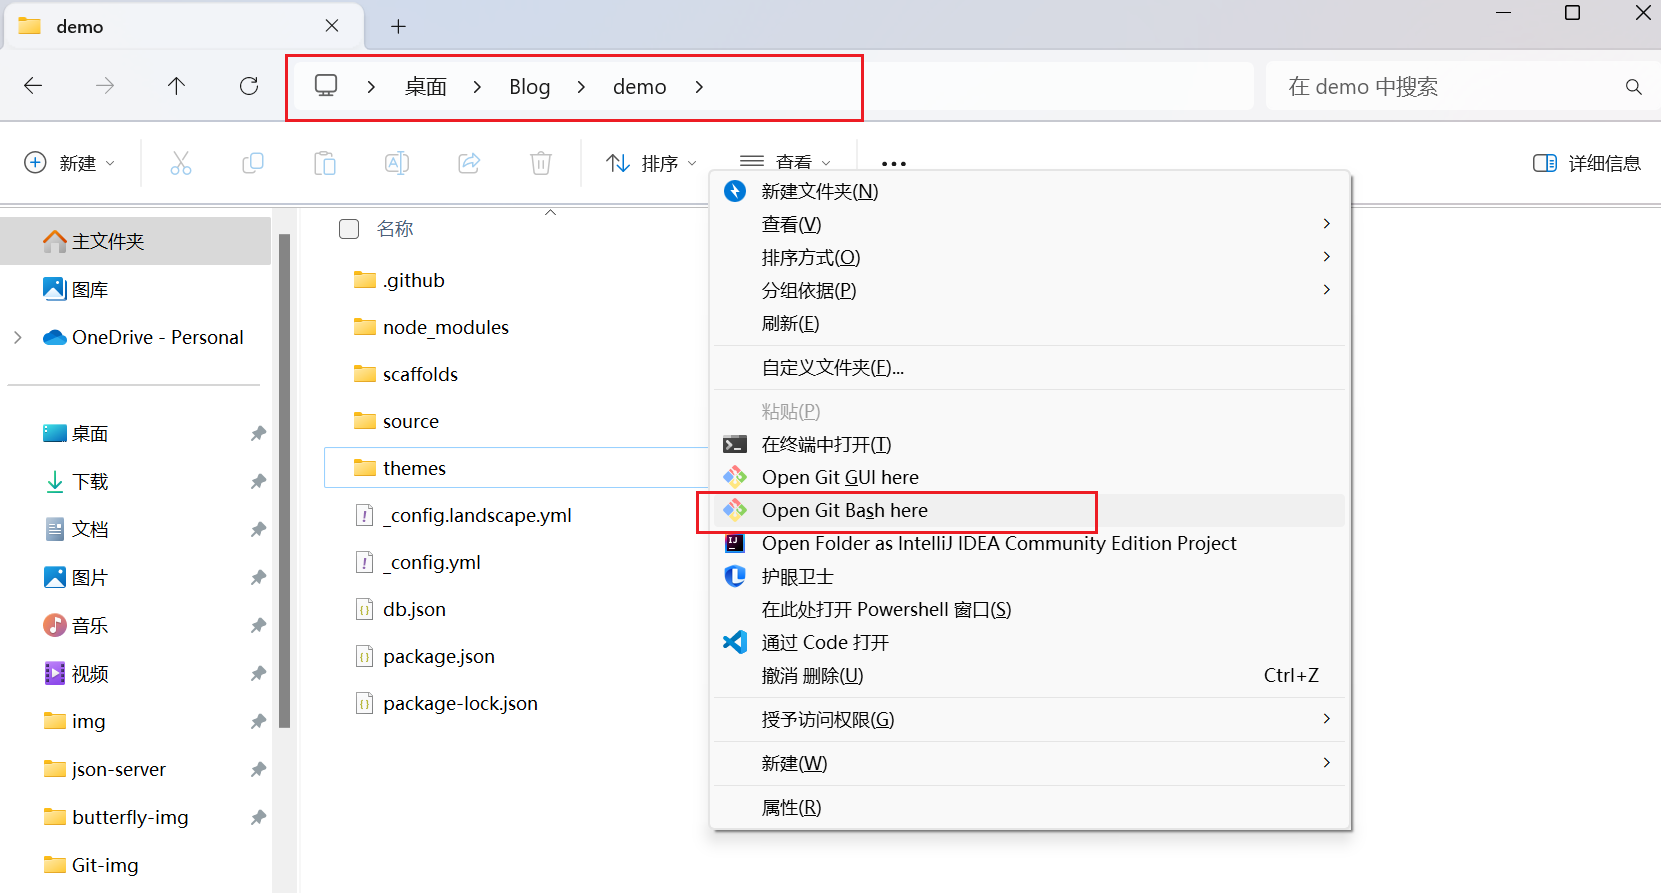 demo
桌面 Blog demo
在 demo 中搜索
新建
排序
查看
详细信息
主文件夹
图库
OneDrive - Personal
桌面
下载
文档
图片
音乐
视频
img
json-server
butterfly-img
Git-img
名称
.github
node_modules
scaffolds
source
themes
_config.landscape.yml
_config.yml
db.json
package.json
package-lock.json
新建文件夹(N)
查看(V)
排序方式(O)
分组依据(P)
刷新(E)
自定义文件夹(F)...
粘贴(P)
在终端中打开(T)
Open Git GUI here
Open Git Bash here
Open Folder as IntelliJ IDEA Community Edition Project
护眼卫士
在此处打开 Powershell 窗口(S)
通过 Code 打开
撤消 删除(U) Ctrl+Z
授予访问权限(G)
新建(W)
属性(R)